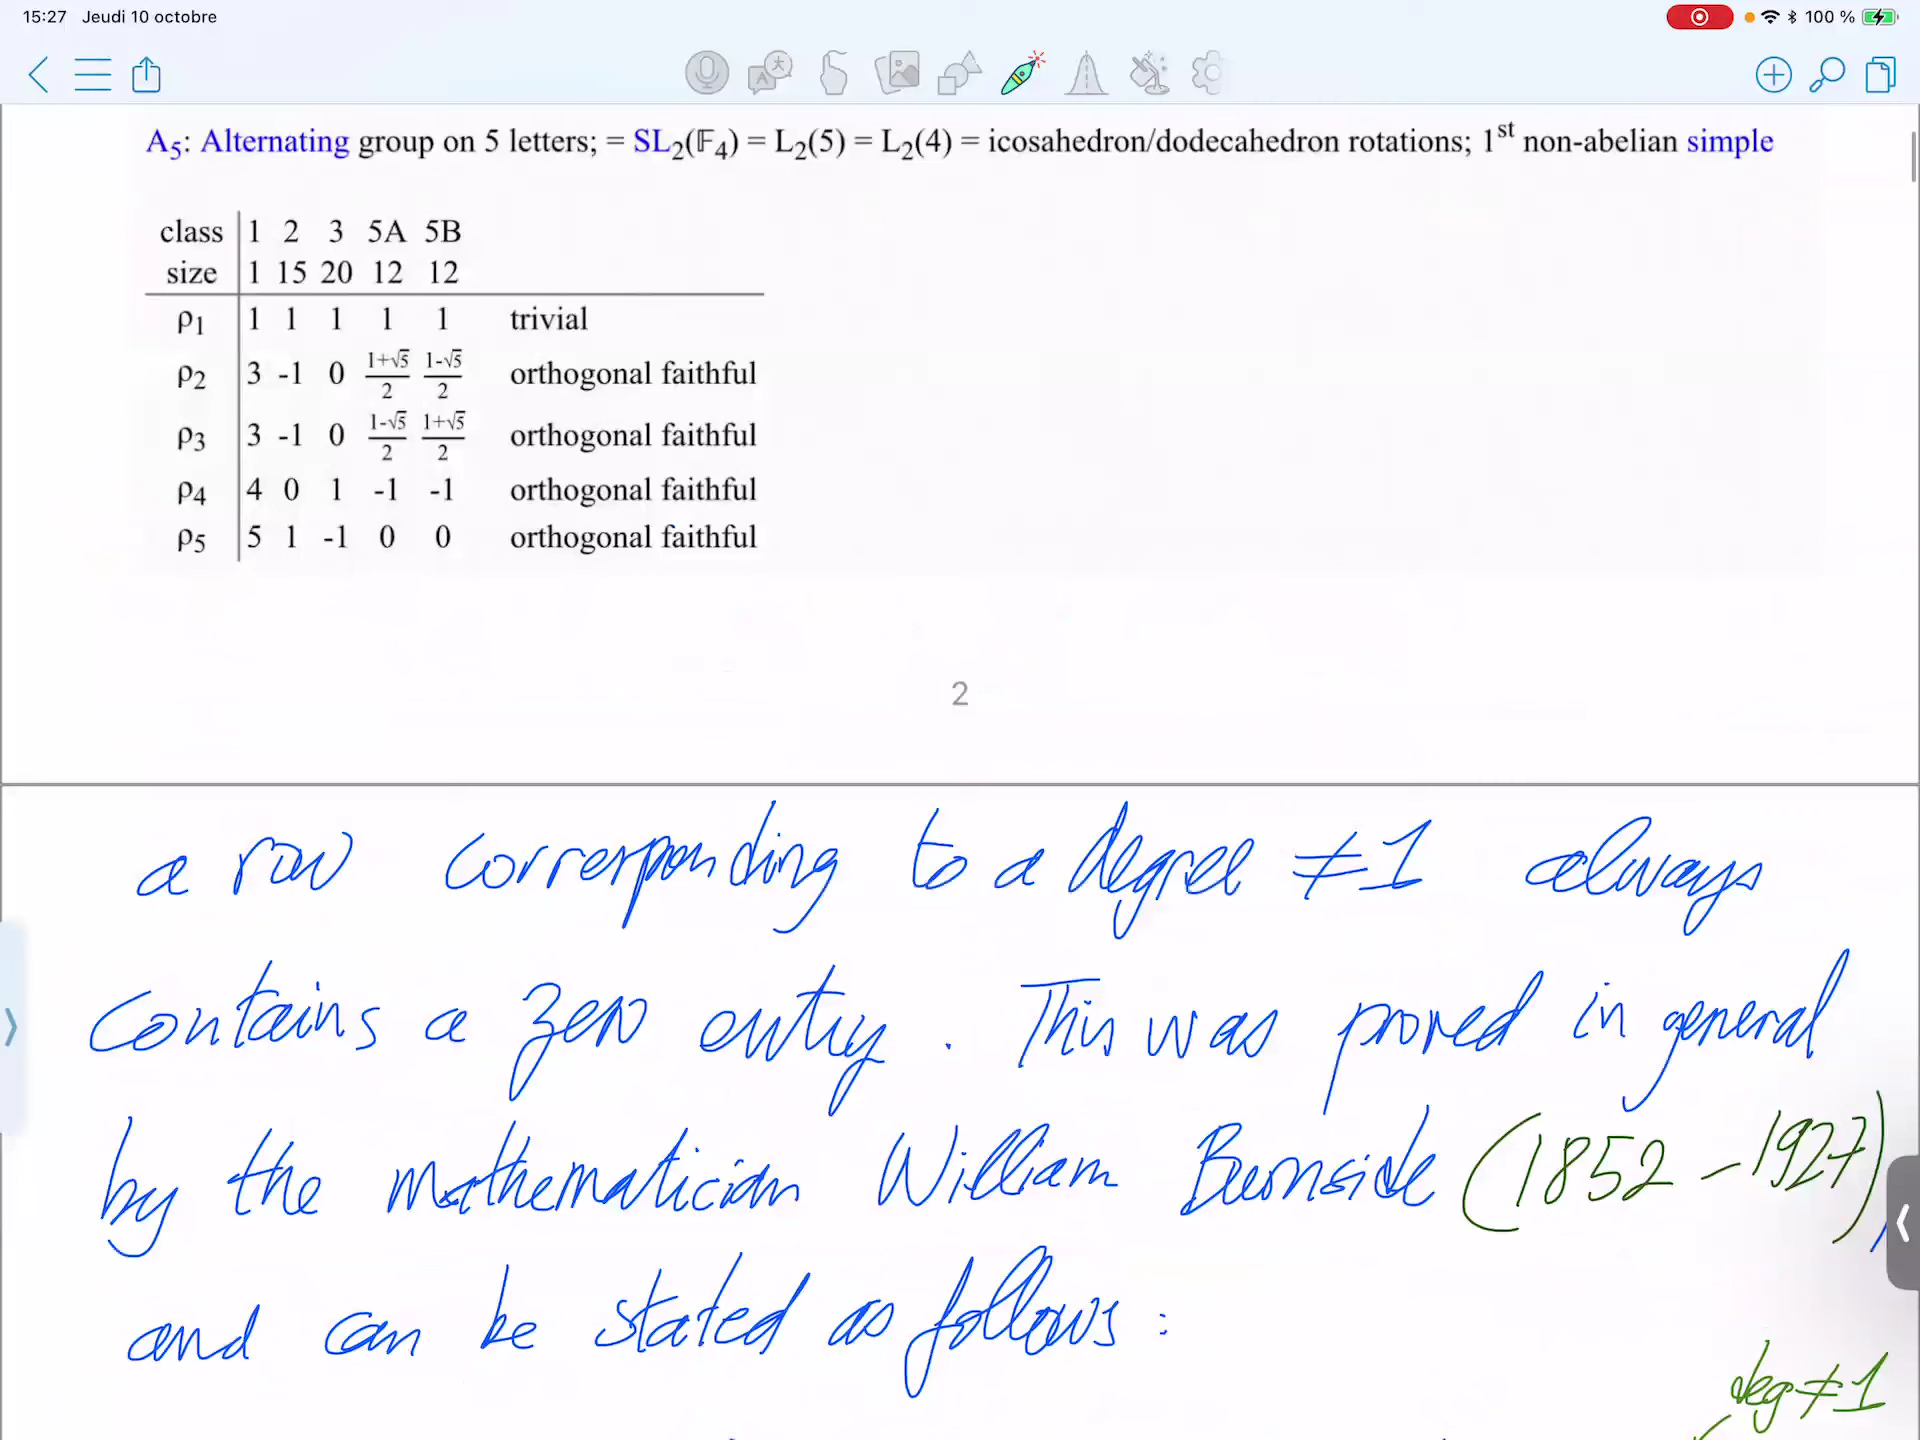 15:27 Jeudi 10 octobre
100 %
A₅: Alternating group on 5 letters; = SL₂(𝔽₄) = L₂(5) = L₂(4) = icosahedron/dodecahedron rotations; 1st non-abelian simple
class 1 2 3 5A 5B
size 1 15 20 12 12
ρ₁ 1 1 1 1 1 trivial
ρ₂ 3 -1 0 (1+√5)/2 (1-√5)/2 orthogonal faithful
ρ₃ 3 -1 0 (1-√5)/2 (1+√5)/2 orthogonal faithful
ρ₄ 4 0 1 -1 -1 orthogonal faithful
ρ₅ 5 1 -1 0 0 orthogonal faithful
2
a row corresponding to a degree ≠1 always
contains a zero entry. This was proved in general
by the mathematician William Burnside (1852 – 1927),
and can be stated as follows :
deg≠1